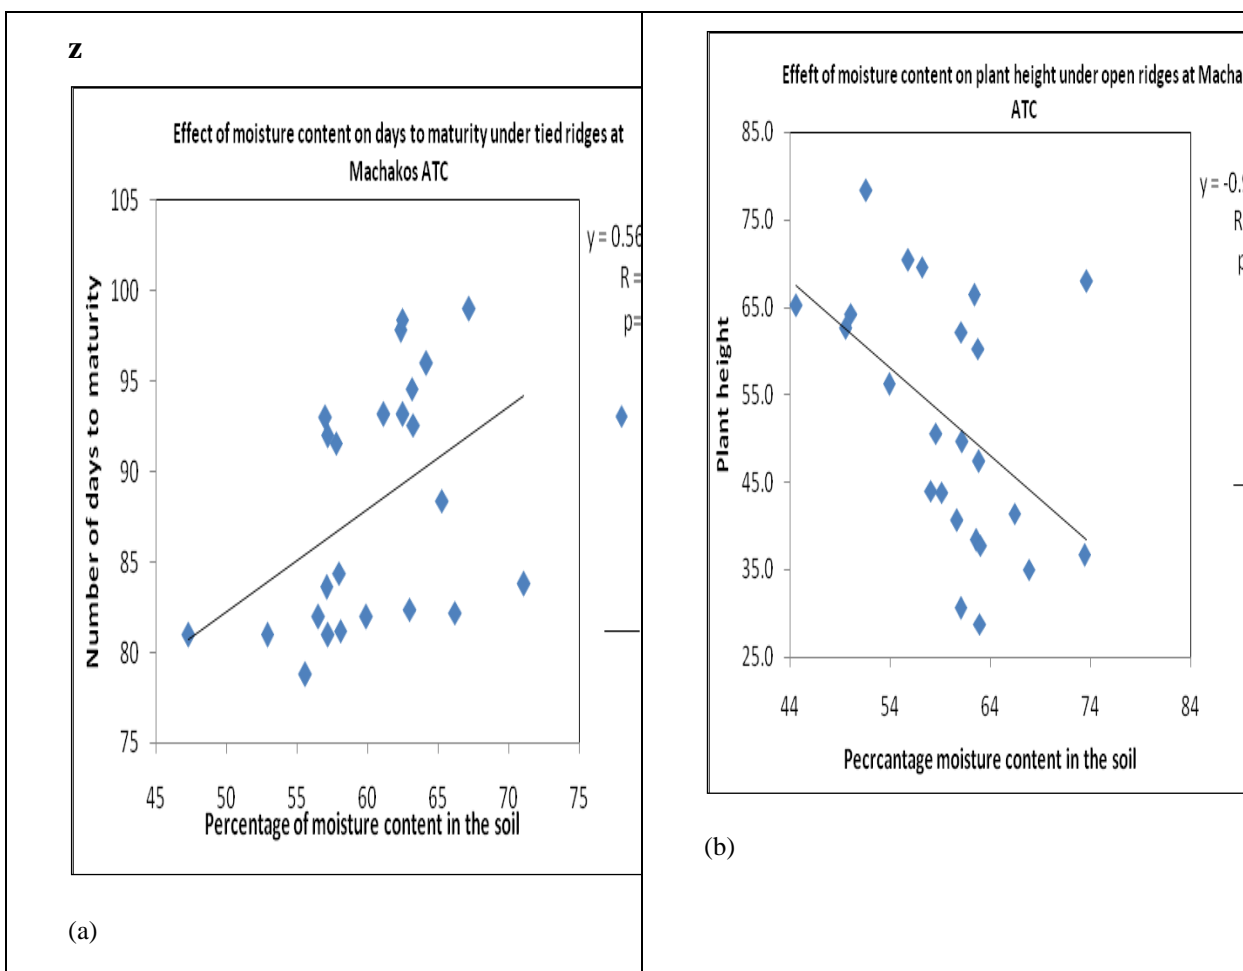 z
Effect of moisture content on days to maturity under tied ridges at
Machakos ATC
105
100
95
90
85
80
75
Number of days to maturity
y = 0.56
R =
p=
45 50 55 60 65 70 75
Percentage of moisture content in the soil
(a)
Effeft of moisture content on plant height under open ridges at Macha
ATC
85.0
75.0
65.0
55.0
45.0
35.0
25.0
Plant height
y = -0.9
R
p
44 54 64 74 84
Pecrcantage moisture content in the soil
(b)